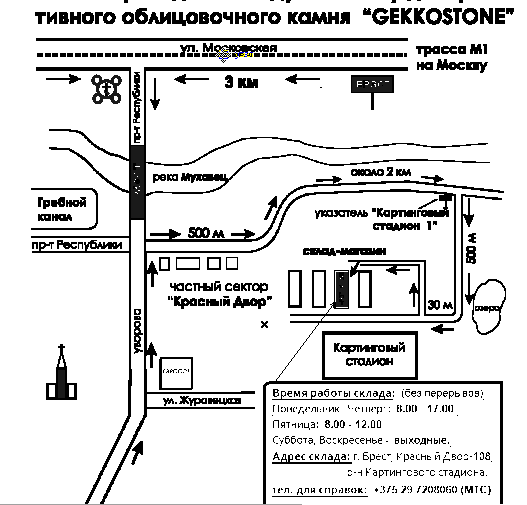 тивного облицовочного камня "GEKKOSTONE"
ул. Московская
трасса М1
на Москву
3 км
пр-т Республики
река Мухавец
около 2 км
Гребной
канал
указатель "Картинговый
стадион 1"
500 м
пр-т Республики
500 м
склад-магазин
частный сектор
"Красный Двор"
30 м
озеро
Картинговый
стадион
ул. Журавицкая
Время работы склада: (без перерывов)
Понедельник - Четверг: 8.00 - 17.00
Пятница: 8.00 - 12.00
Суббота, Воскресенье - выходные.
Адрес склада: г. Брест, Красный Двор-108,
р-н Картингового стадиона.
тел. для справок: +375 29 7208060 (МТС)